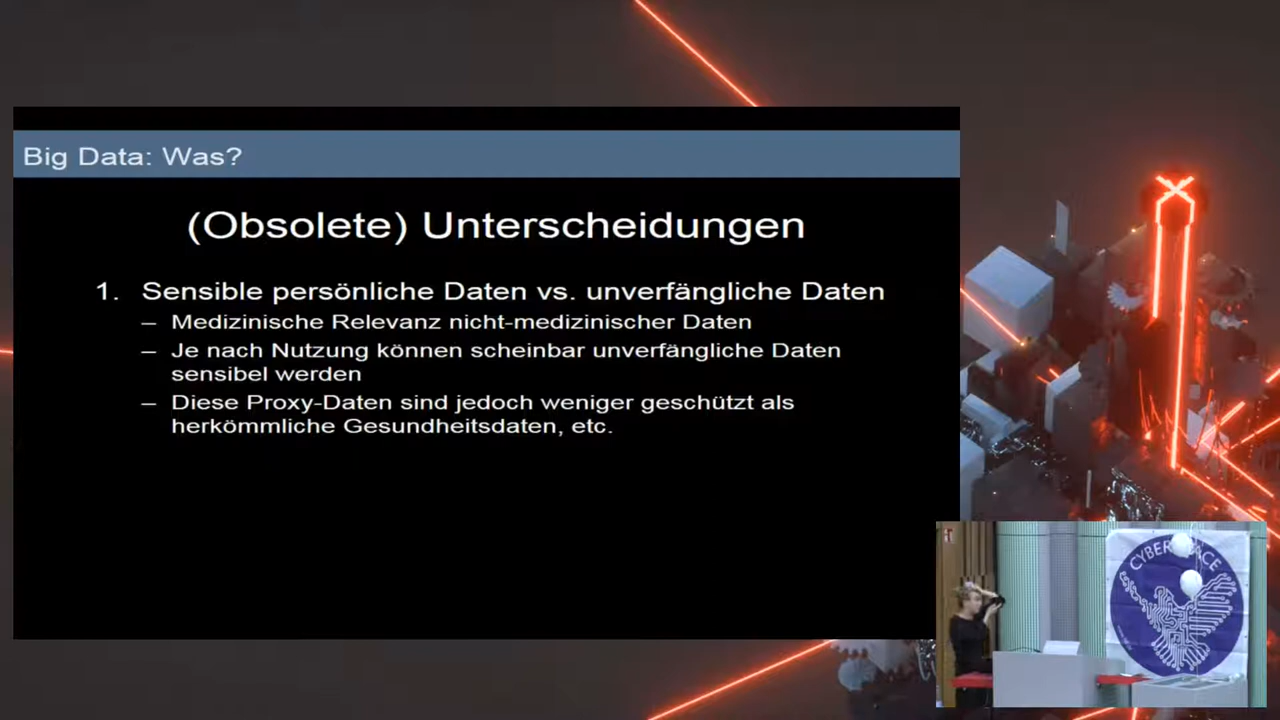 Big Data: Was?
(Obsolete) Unterscheidungen
1. Sensible persönliche Daten vs. unverfängliche Daten
– Medizinische Relevanz nicht-medizinischer Daten
– Je nach Nutzung können scheinbar unverfängliche Daten
sensibel werden
– Diese Proxy-Daten sind jedoch weniger geschützt als
herkömmliche Gesundheitsdaten, etc.